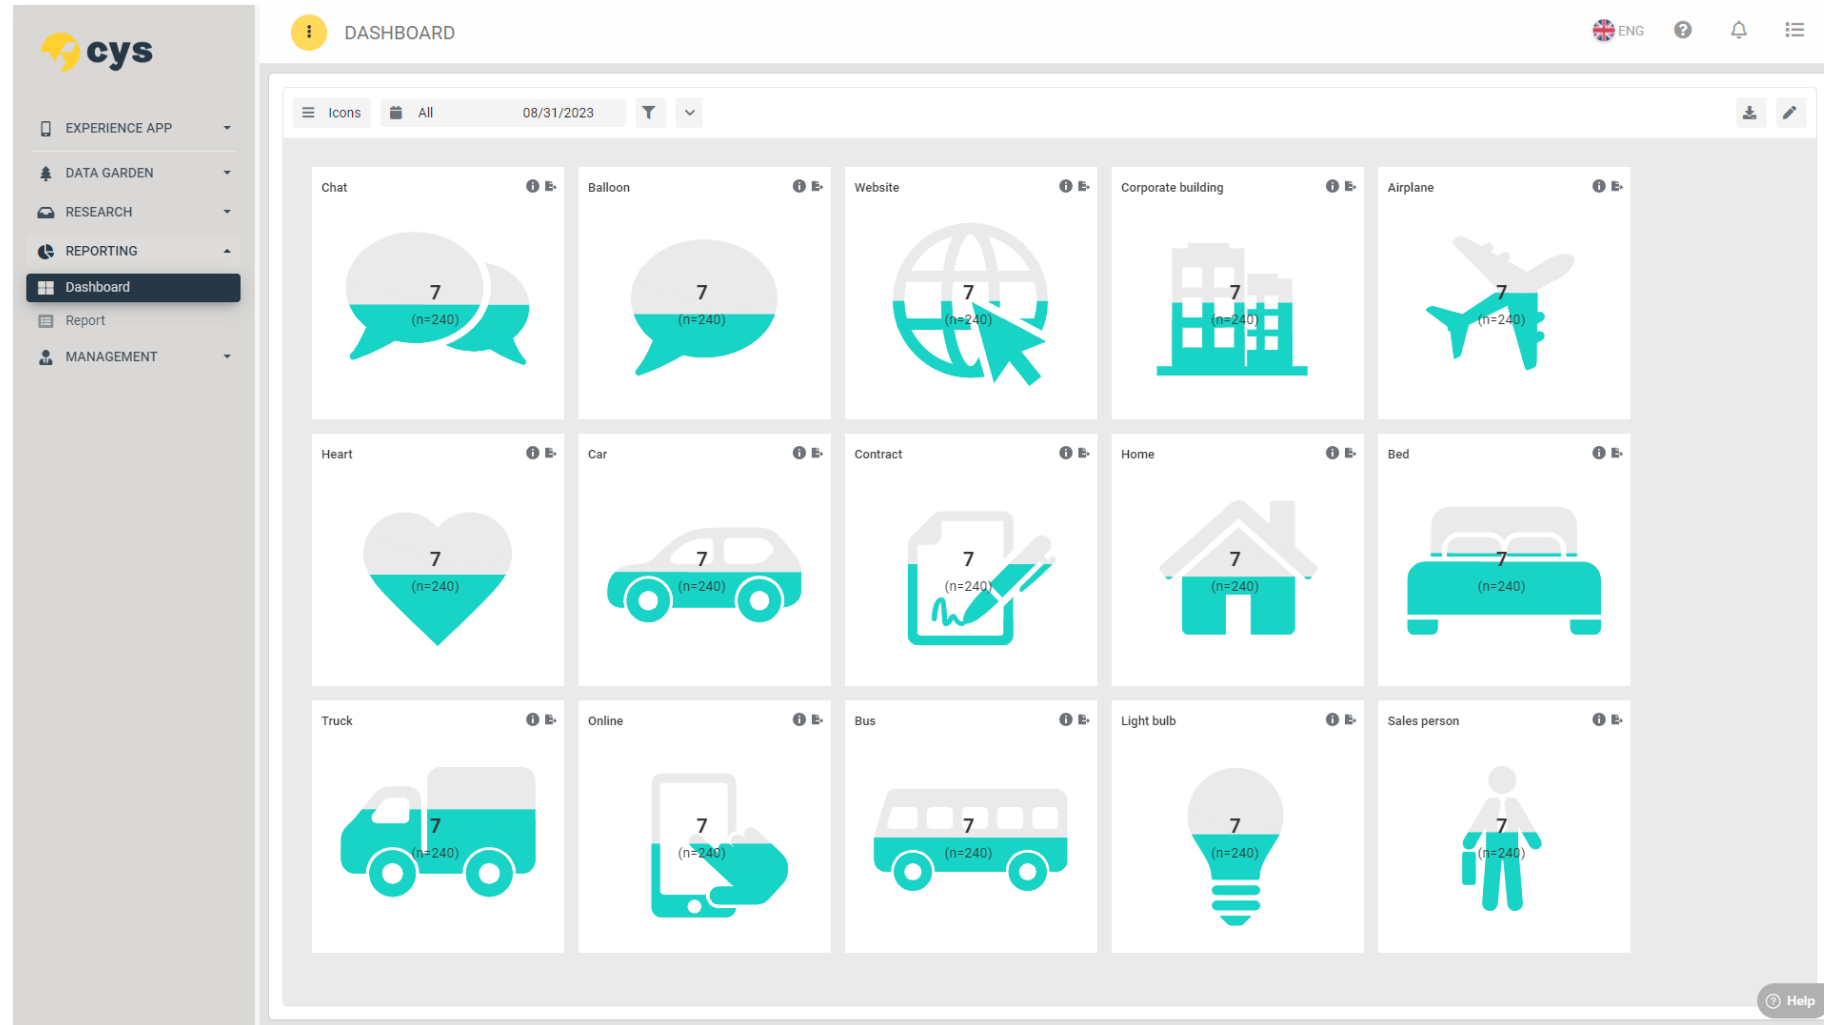 cys
DASHBOARD
ENG
EXPERIENCE APP
DATA GARDEN
RESEARCH
REPORTING
Dashboard
Report
MANAGEMENT
Icons
All
08/31/2023
Chat
7
(n=240)
Balloon
7
(n=240)
Website
7
(n=240)
Corporate building
7
(n=240)
Airplane
7
(n=240)
Heart
7
(n=240)
Car
7
(n=240)
Contract
7
(n=240)
Home
7
(n=240)
Bed
7
(n=240)
Truck
7
(n=240)
Online
7
(n=240)
Bus
7
(n=240)
Light bulb
7
(n=240)
Sales person
7
(n=240)
Help